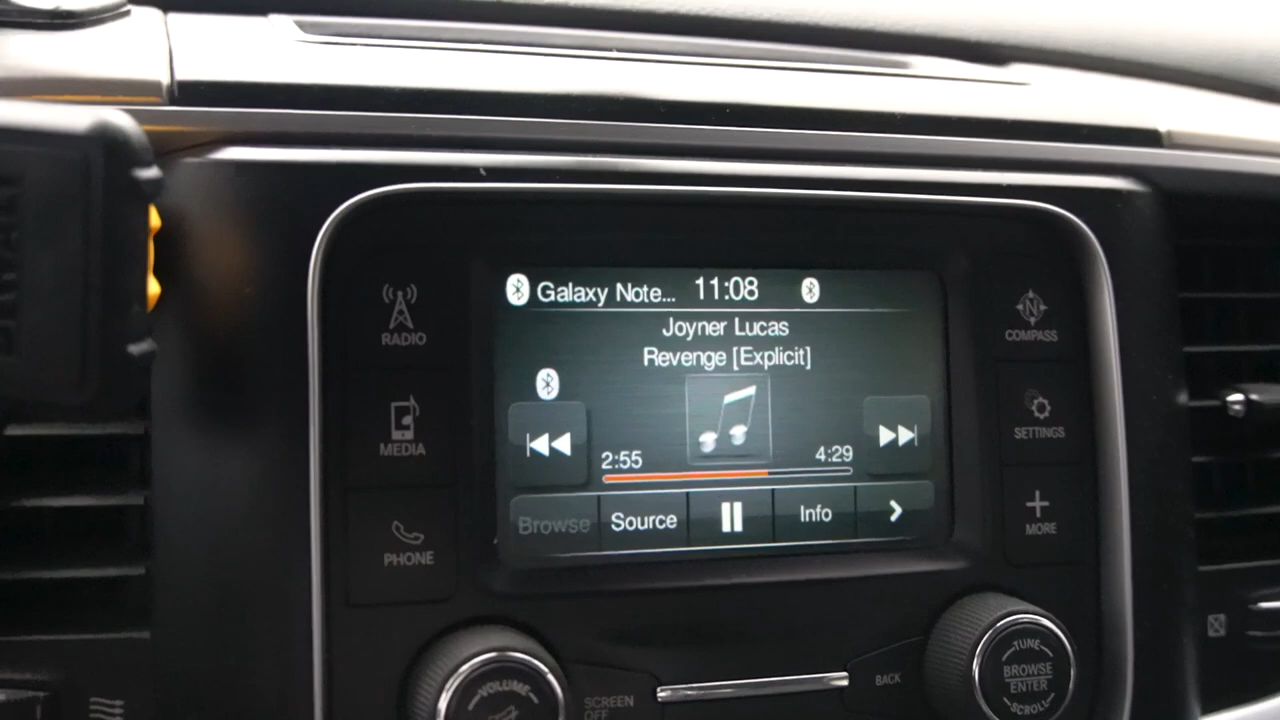 Galaxy Note... 11:08
Joyner Lucas
Revenge [Explicit]
2:55
4:29
Browse
Source
Info
RADIO
MEDIA
PHONE
N
COMPASS
SETTINGS
MORE
VOLUME
SCREEN
OFF
BACK
TUNE
BROWSE
ENTER
SCROLL